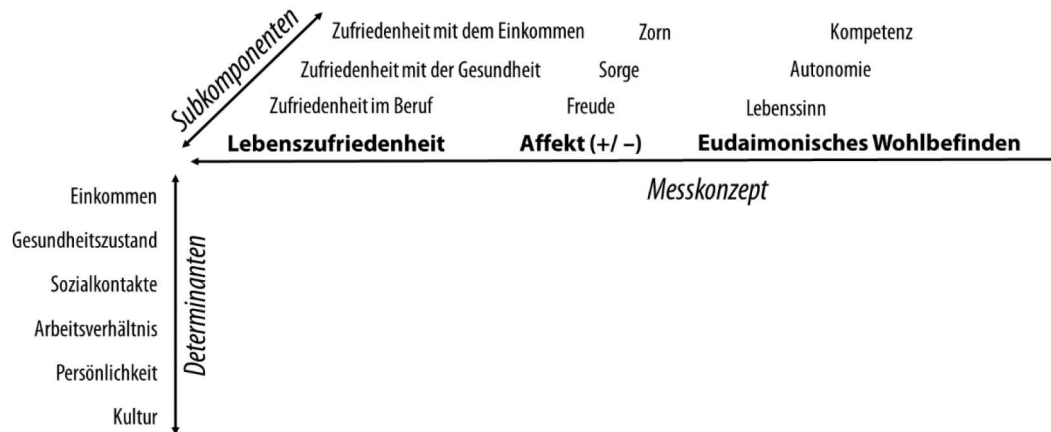 Subkomponenten
Zufriedenheit mit dem Einkommen Zorn Kompetenz
Zufriedenheit mit der Gesundheit Sorge Autonomie
Zufriedenheit im Beruf Freude Lebenssinn
Lebenszufriedenheit Affekt (+/ –) Eudaimonisches Wohlbefinden
Messkonzept
Determinanten
Einkommen
Gesundheitszustand
Sozialkontakte
Arbeitsverhältnis
Persönlichkeit
Kultur